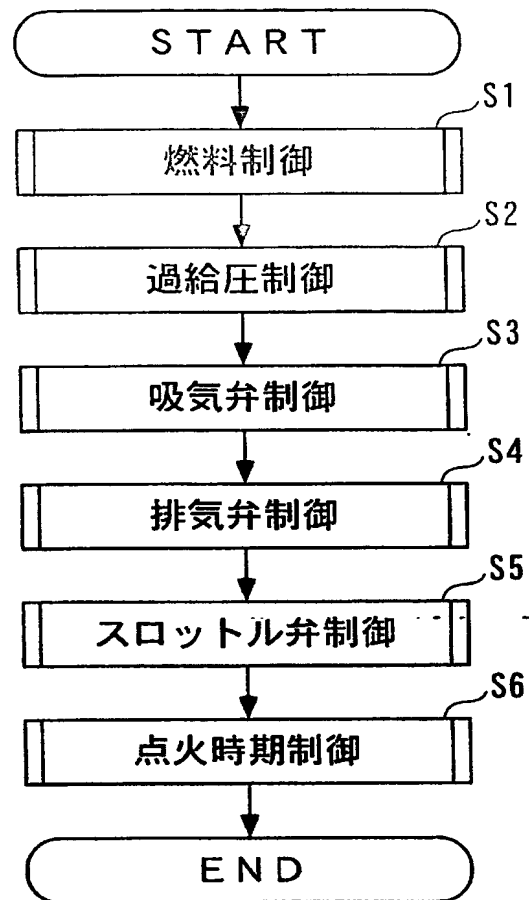 START
S1
燃料制御
S2
過給圧制御
S3
吸気弁制御
S4
排気弁制御
S5
スロットル弁制御
S6
点火時期制御
END